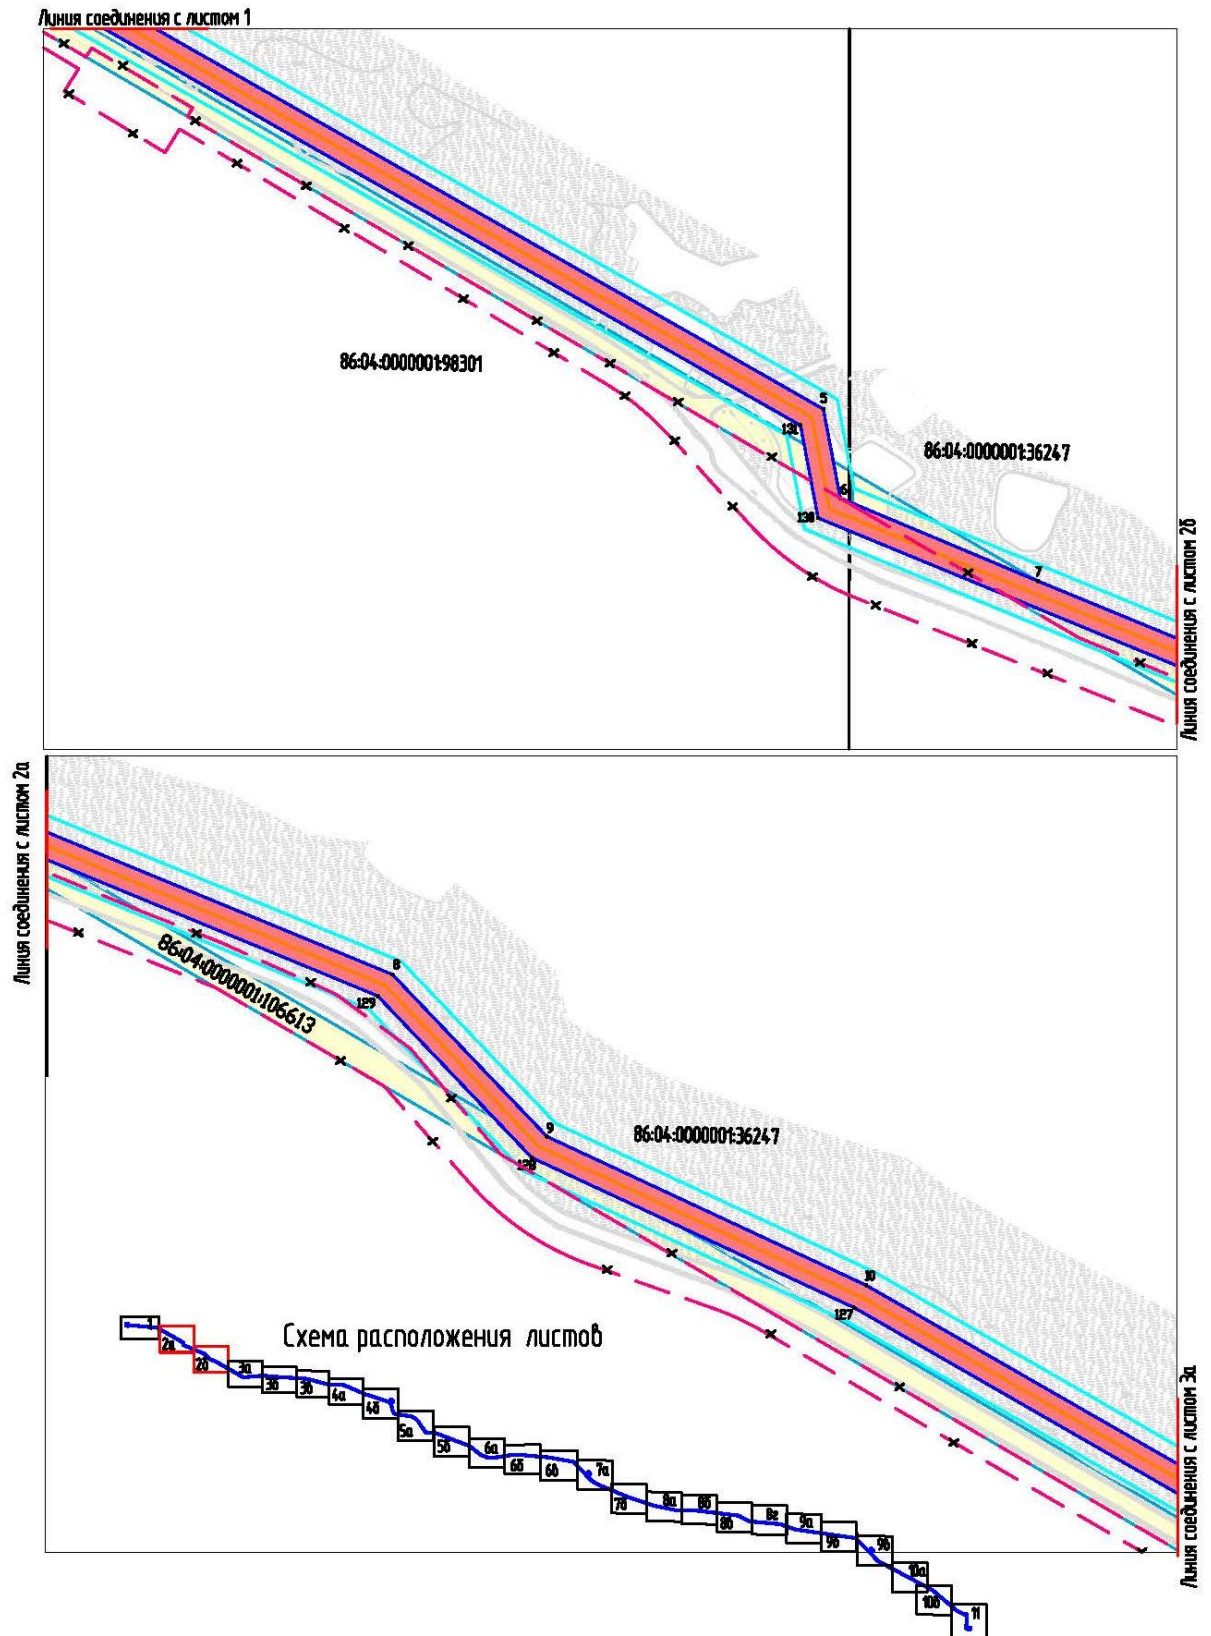 Линия соединения с листом 1
86:04:0000001:98301
5
131
86:04:0000001:36247
6
130
7
Линия соединения с листом 2б
Линия соединения с листом 2а
8
86:04:0000001:106613
129
9
86:04:0000001:36247
128
10
127
Схема расположения листов
1
2а
2б
3а
3б
3в
4а
4б
5а
5б
6а
6б
6в
7а
7б
8а
8б
8в
8г
9а
9б
9в
10а
10б
11
Линия соединения с листом 3а